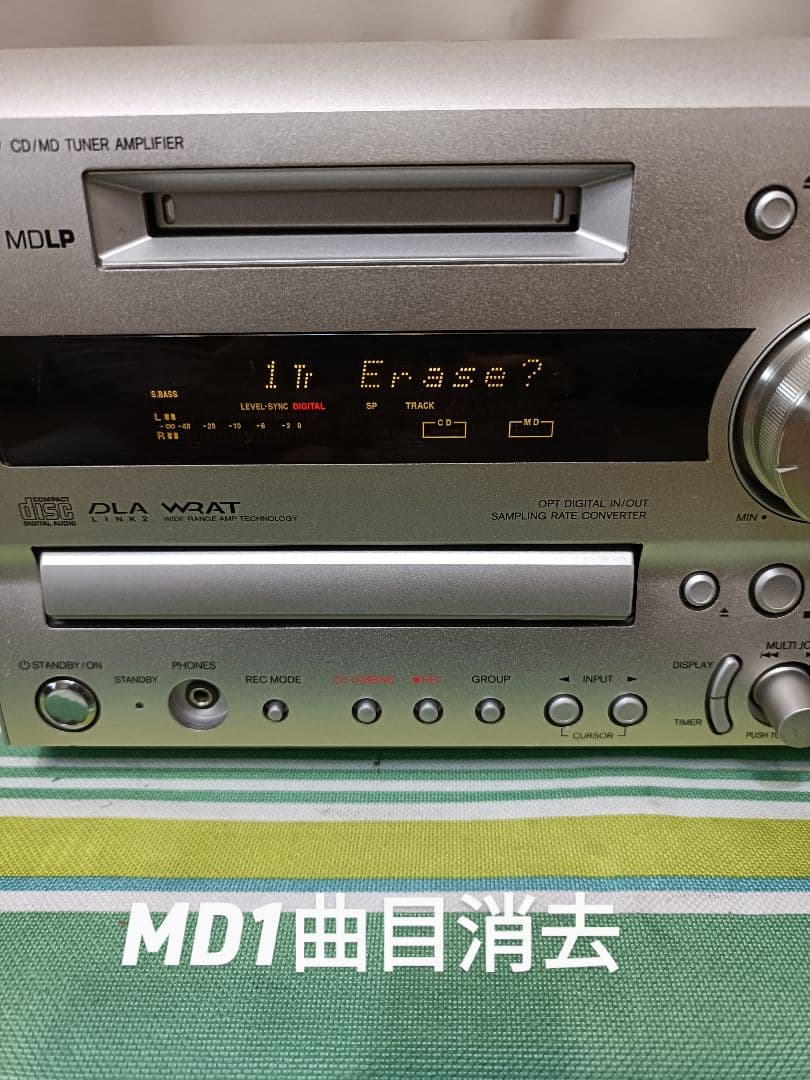 CD/MD TUNER AMPLIFIER
MDLP
1Tr Erase?
S.BASS
LEVEL-SYNC DIGITAL SP TRACK
L
-∞ -40 -20 -10 -6 -2 0
R
CD MD
COMPACT
disc
DIGITAL AUDIO
DLA
LINK2
WRAT
WIDE RANGE AMP TECHNOLOGY
OPT DIGITAL IN/OUT
SAMPLING RATE CONVERTER
MIN
STANDBY/ON
STANDBY
PHONES
REC MODE
CD DUBBING
REC
GROUP
INPUT
CURSOR
DISPLAY
TIMER
MULTI JO
PUSH TO
MD1曲目消去